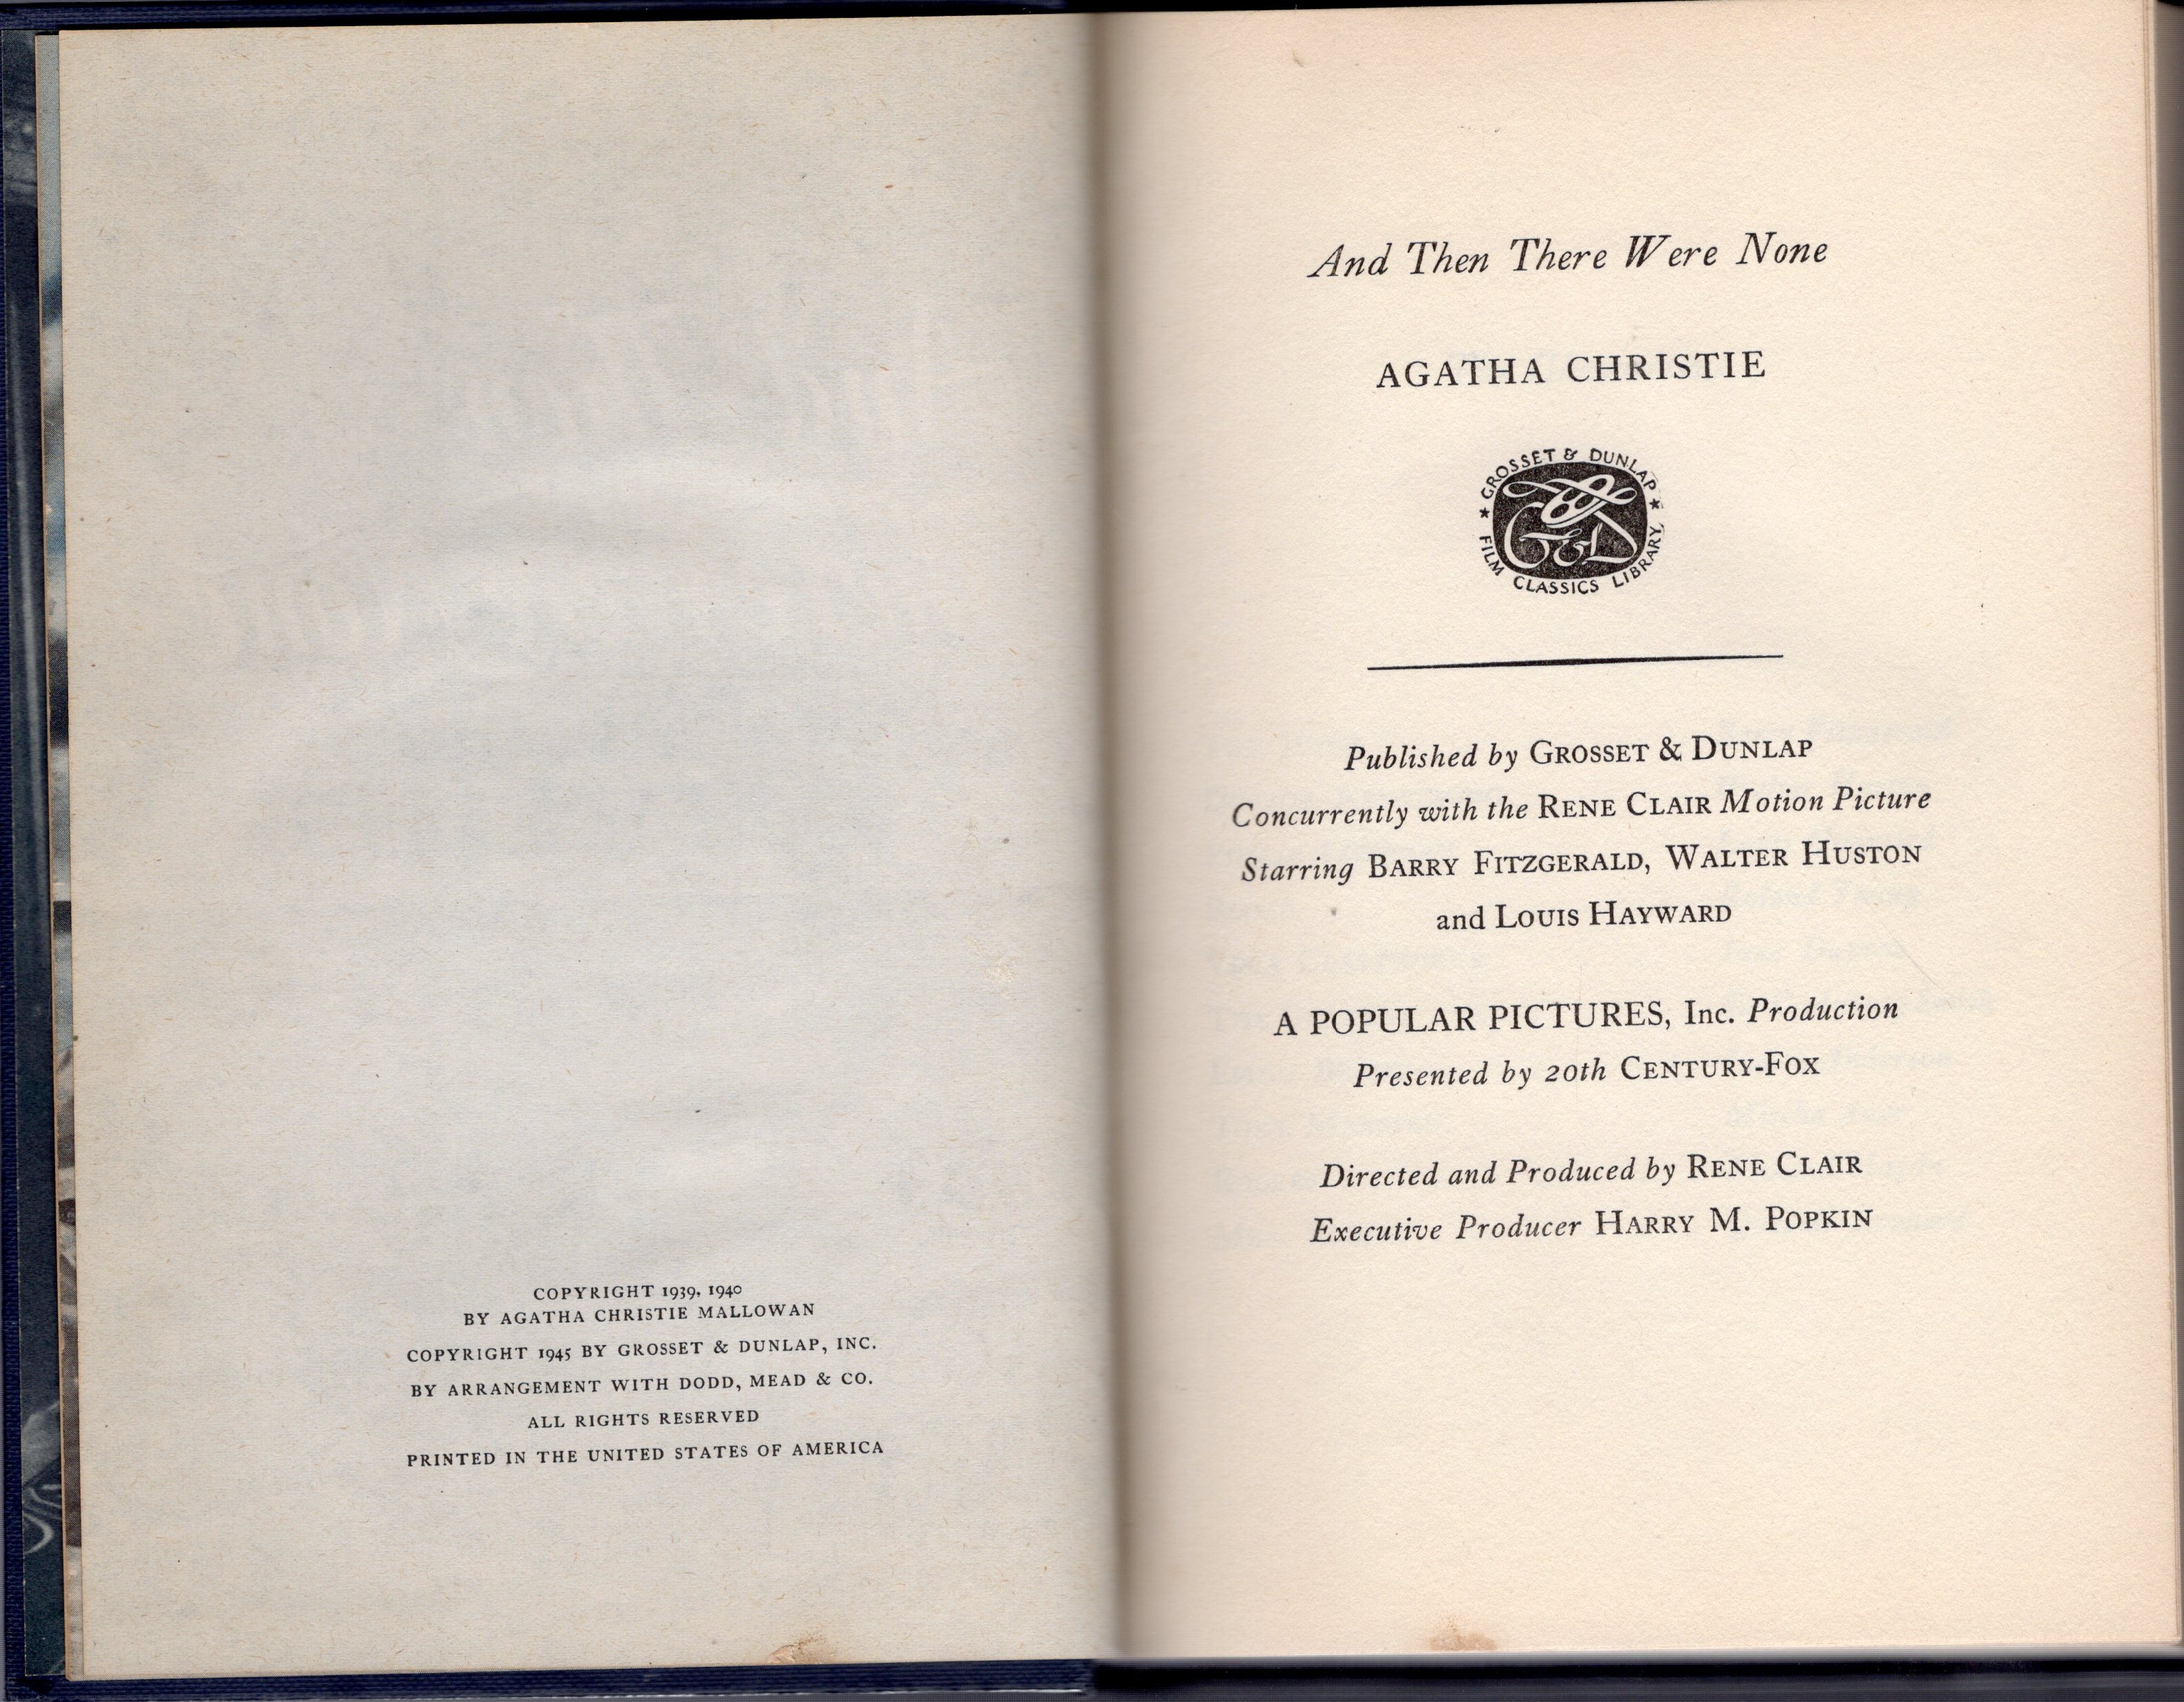 COPYRIGHT 1939, 1940
BY AGATHA CHRISTIE MALLOWAN
COPYRIGHT 1945 BY GROSSET & DUNLAP, INC.
BY ARRANGEMENT WITH DODD, MEAD & CO.
ALL RIGHTS RESERVED
PRINTED IN THE UNITED STATES OF AMERICA
And Then There Were None
AGATHA CHRISTIE
★ GROSSET & DUNLAP ★
G&D
FILM CLASSICS LIBRARY
Published by GROSSET & DUNLAP
Concurrently with the RENE CLAIR Motion Picture
Starring BARRY FITZGERALD, WALTER HUSTON
and LOUIS HAYWARD
A POPULAR PICTURES, Inc. Production
Presented by 20th CENTURY-FOX
Directed and Produced by RENE CLAIR
Executive Producer HARRY M. POPKIN